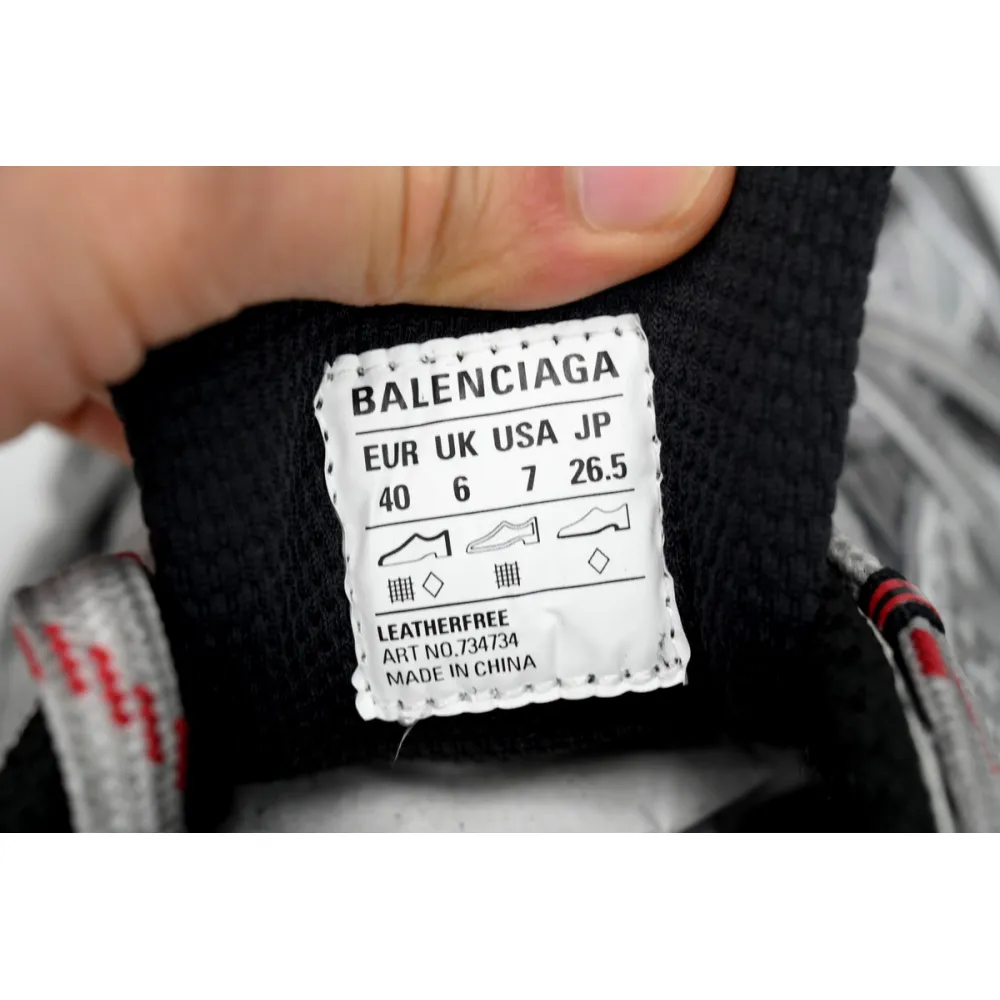 BALENCIAGA
EUR UK USA JP
40 6 7 26.5
LEATHERFREE
ART NO.734734
MADE IN CHINA